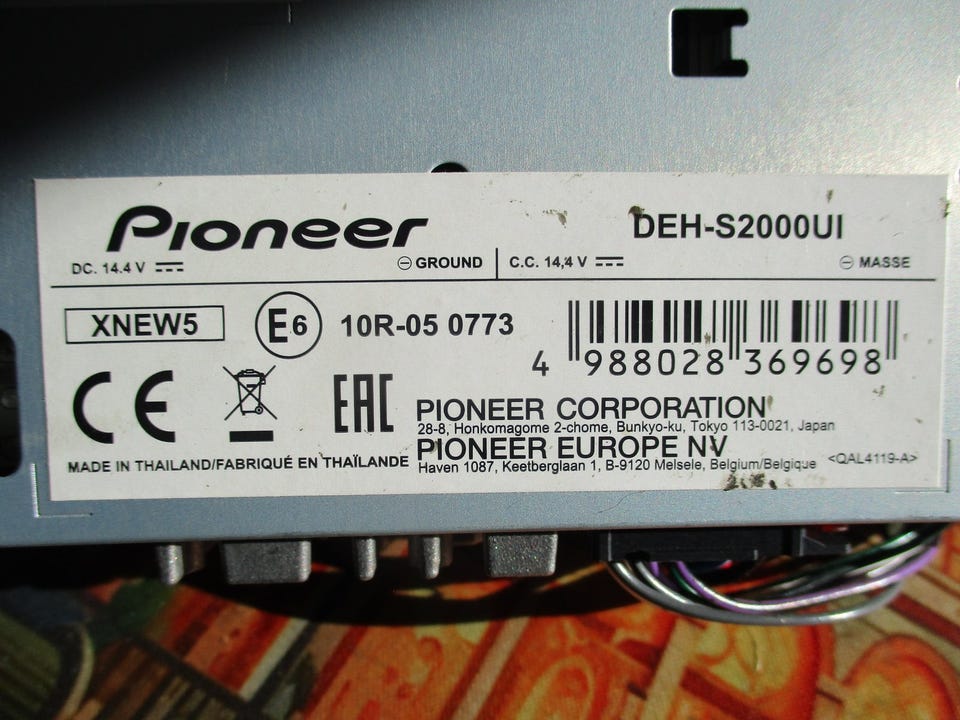 Pioneer DEH-S2000UI
DC. 14.4 V ⎓ ⊖ GROUND C.C. 14,4 V ⎓ ⊖ MASSE
XNEW5 E6 10R-05 0773
4 988028 369698
CE EAC
PIONEER CORPORATION
28-8, Honkomagome 2-chome, Bunkyo-ku, Tokyo 113-0021, Japan
PIONEER EUROPE NV
MADE IN THAILAND/FABRIQUÉ EN THAÏLANDE
Haven 1087, Keetberglaan 1, B-9120 Melsele, Belgium/Belgique <QAL4119-A>